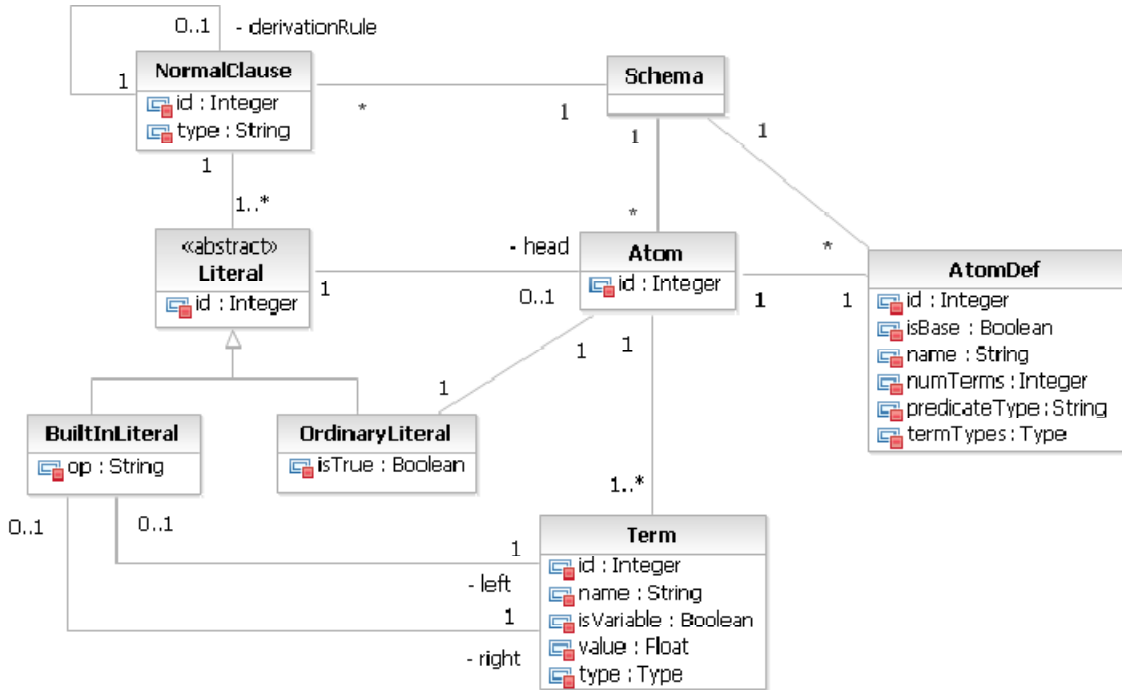 0..1 - derivationRule
1
NormalClause
id : Integer
type : String
*
1
Schema
1
1
1
1..*
*
*
«abstract»
Literal
id : Integer
1
- head
0..1
Atom
id : Integer
1
1
AtomDef
id : Integer
isBase : Boolean
name : String
numTerms : Integer
predicateType : String
termTypes : Type
1
1
1
BuiltInLiteral
op : String
OrdinaryLiteral
isTrue : Boolean
0..1
0..1
1..*
1
- left
1
- right
Term
id : Integer
name : String
isVariable : Boolean
value : Float
type : Type